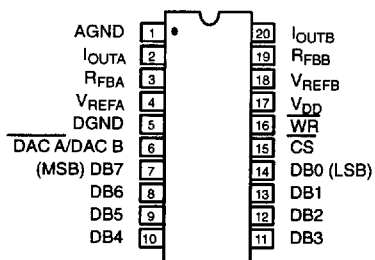 AGND 1 20 IOUTB
IOUTA 2 19 RFBB
RFBA 3 18 VREFB
VREFA 4 17 VDD
DGND 5 16 WR
DAC A/DAC B 6 15 CS
(MSB) DB7 7 14 DB0 (LSB)
DB6 8 13 DB1
DB5 9 12 DB2
DB4 10 11 DB3